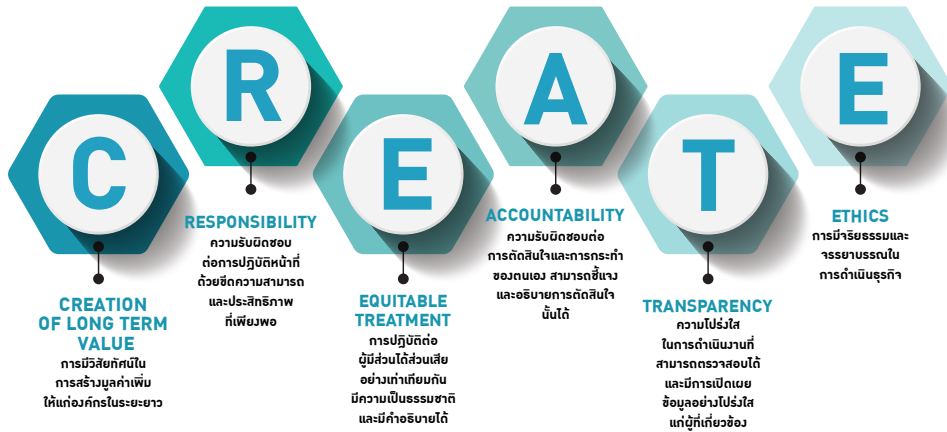 C
CREATION
OF LONG TERM
VALUE
การมีวิสัยทัศน์ใน
การสร้างมูลค่าเพิ่ม
ให้แก่องค์กรในระยะยาว
R
RESPONSIBILITY
ความรับผิดชอบ
ต่อการปฏิบัติหน้าที่
ด้วยขีดความสามารถ
และประสิทธิภาพ
ที่เพียงพอ
E
EQUITABLE
TREATMENT
การปฏิบัติต่อ
ผู้มีส่วนได้ส่วนเสีย
อย่างเท่าเทียมกัน
มีความเป็นธรรมชาติ
และมีคำอธิบายได้
A
ACCOUNTABILITY
ความรับผิดชอบต่อ
การตัดสินใจและการกระทำ
ของตนเอง สามารถชี้แจง
และอธิบายการตัดสินใจ
นั้นได้
T
TRANSPARENCY
ความโปร่งใส
ในการดำเนินงานที่
สามารถตรวจสอบได้
และมีการเปิดเผย
ข้อมูลอย่างโปร่งใส
แก่ผู้ที่เกี่ยวข้อง
E
ETHICS
การมีจริยธรรมและ
จรรยาบรรณใน
การดำเนินธุรกิจ